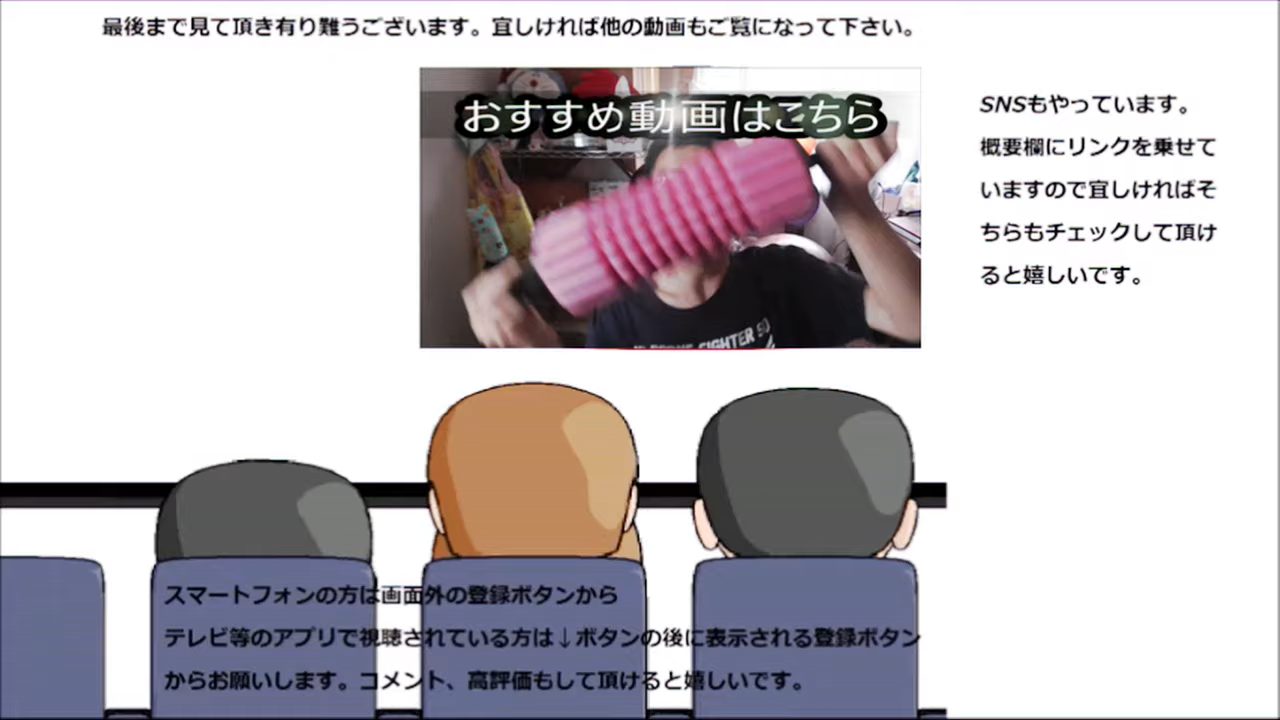 最後まで見て頂き有り難うございます。宜しければ他の動画もご覧になって下さい。
おすすめ動画はこちら
SNSもやっています。
概要欄にリンクを乗せて
いますので宜しければそ
ちらもチェックして頂け
ると嬉しいです。
FIGHTER
スマートフォンの方は画面外の登録ボタンから
テレビ等のアプリで視聴されている方は↓ボタンの後に表示される登録ボタン
からお願いします。コメント、高評価もして頂けると嬉しいです。